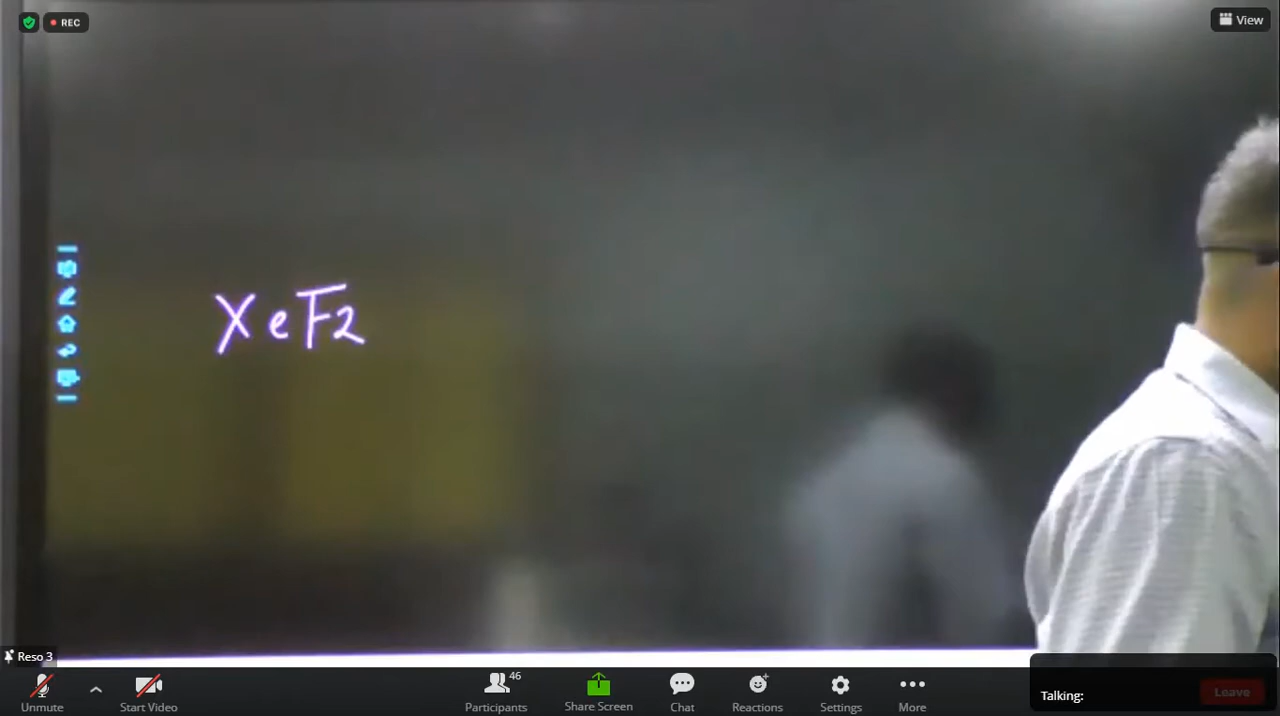 REC
View
XeF2
Reso 3
Unmute
Start Video
46
Participants
Share Screen
Chat
Reactions
Settings
More
Talking:
Leave